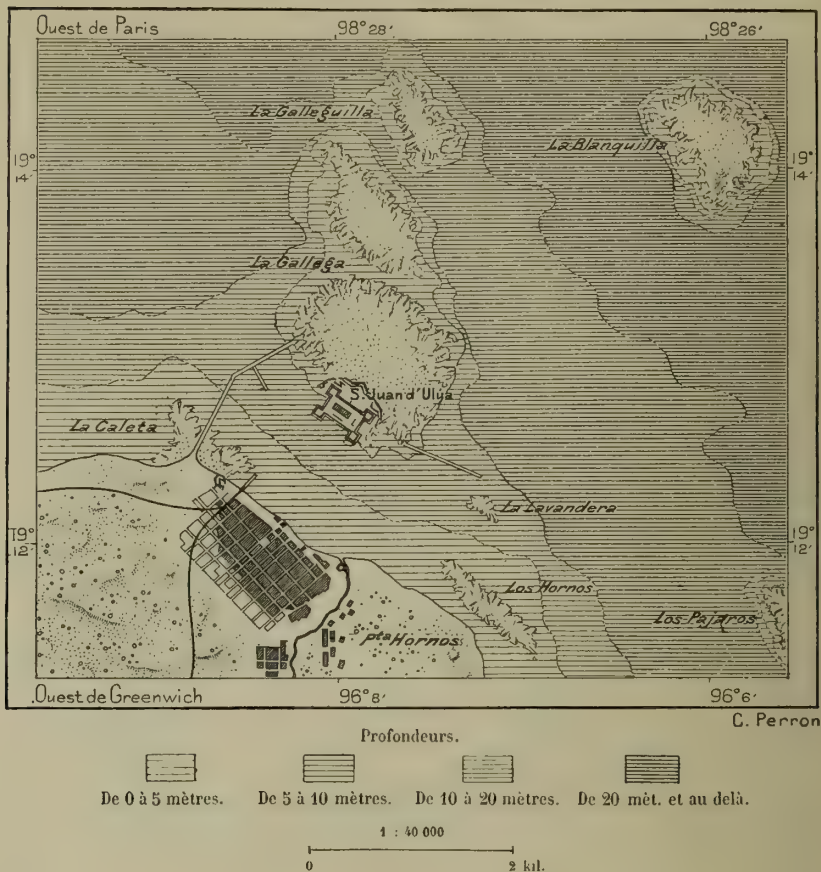 Ouest de Paris
98°28'
98°26'
La Galleguilla
La Blanquilla
19°
14'
19°
14'
La Gallega
S. Juan d'Ulua
La Caleta
La Lavandera
19°
12'
19°
12'
Los Hornos
Los Pajaros
pta Hornos
Ouest de Greenwich
96°8'
96°6'
C. Perron
Profondeurs.
De 0 à 5 mètres. De 5 à 10 mètres. De 10 à 20 mètres. De 20 mèt. et au delà.
1 : 40 000
0 2 kil.